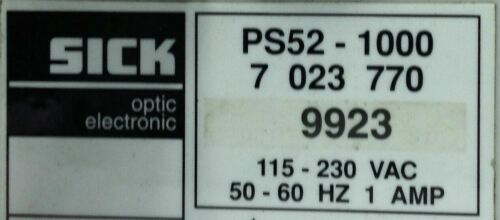 SICK
optic
electronic
PS52 - 1000
7 023 770
9923
115 - 230 VAC
50 - 60 HZ 1 AMP